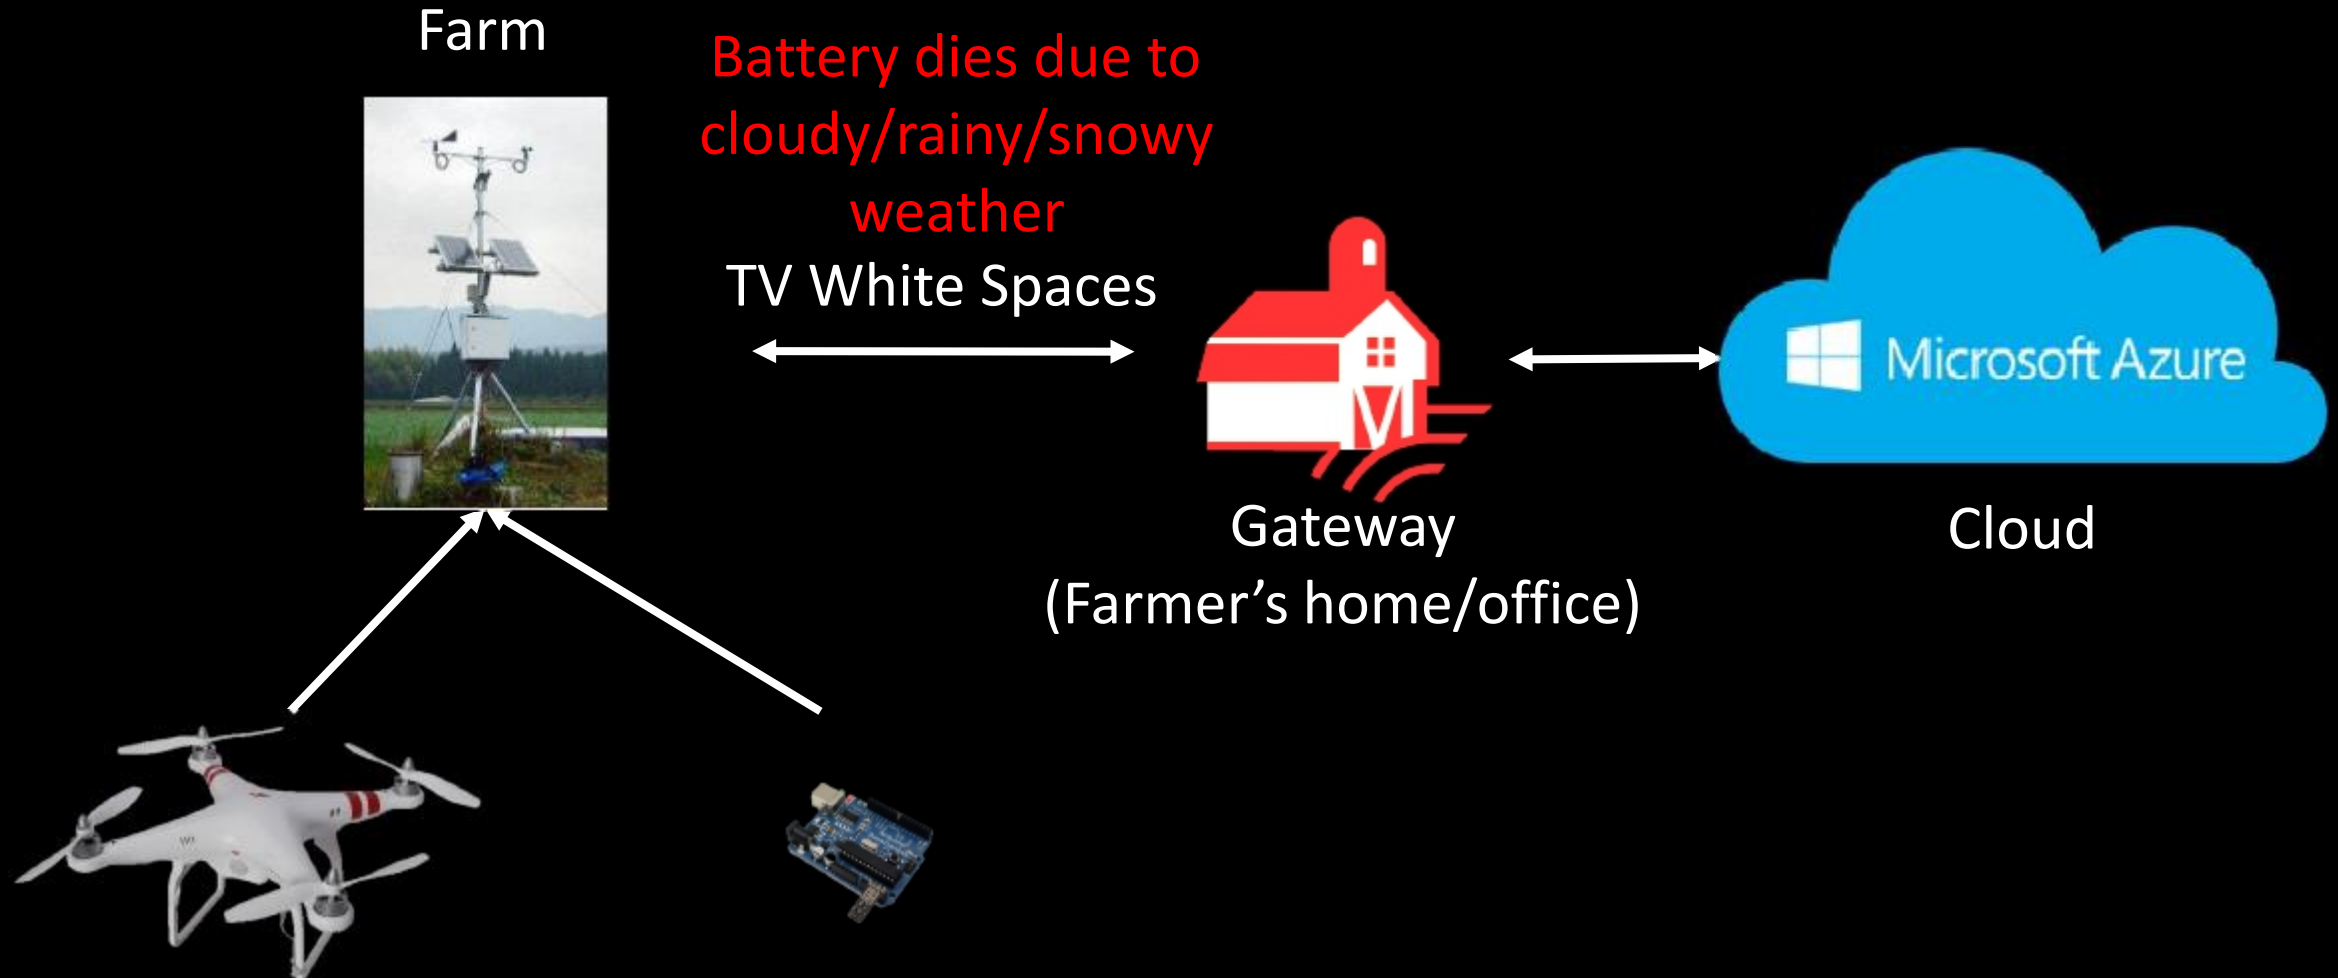 Farm
Battery dies due to
cloudy/rainy/snowy
weather
TV White Spaces
Microsoft Azure
Gateway
(Farmer’s home/office)
Cloud